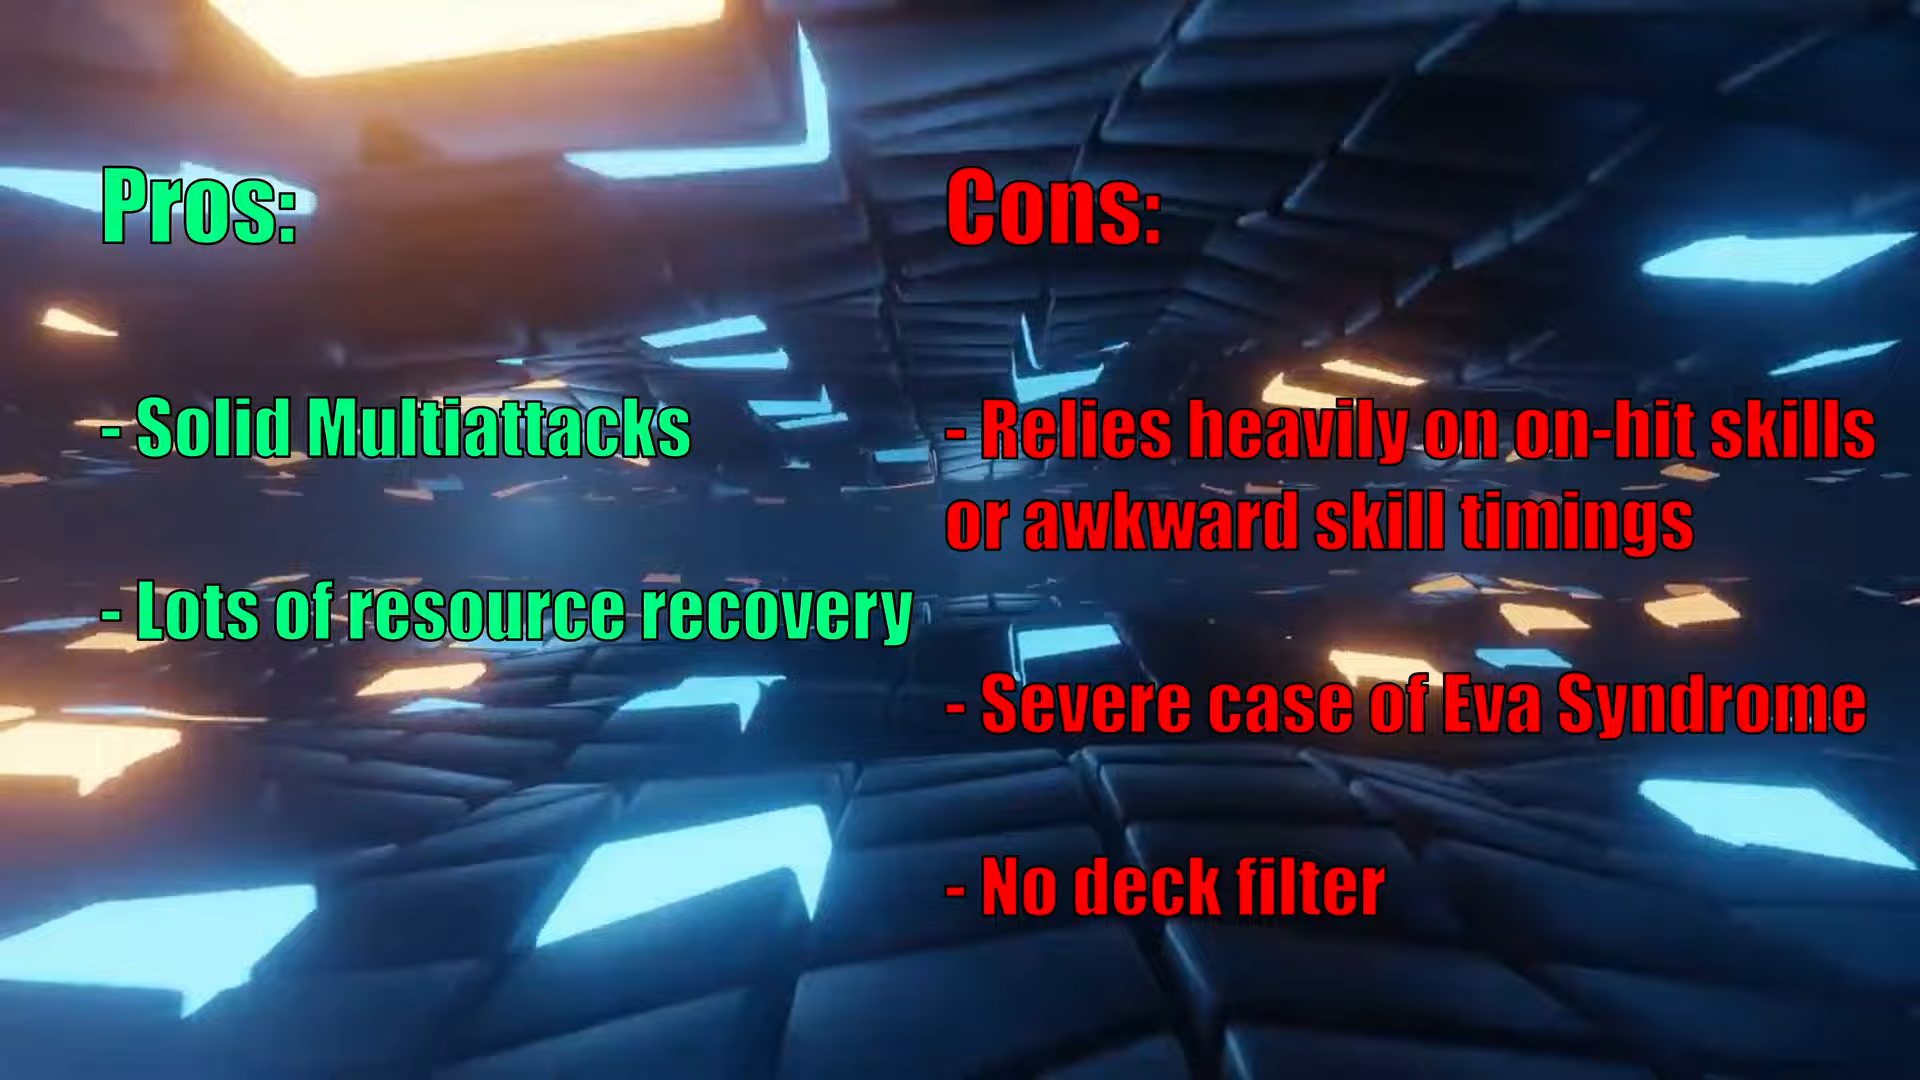 Pros:
- Solid Multiattacks
- Lots of resource recovery
Cons:
- Relies heavily on on-hit skills
or awkward skill timings
- Severe case of Eva Syndrome
- No deck filter